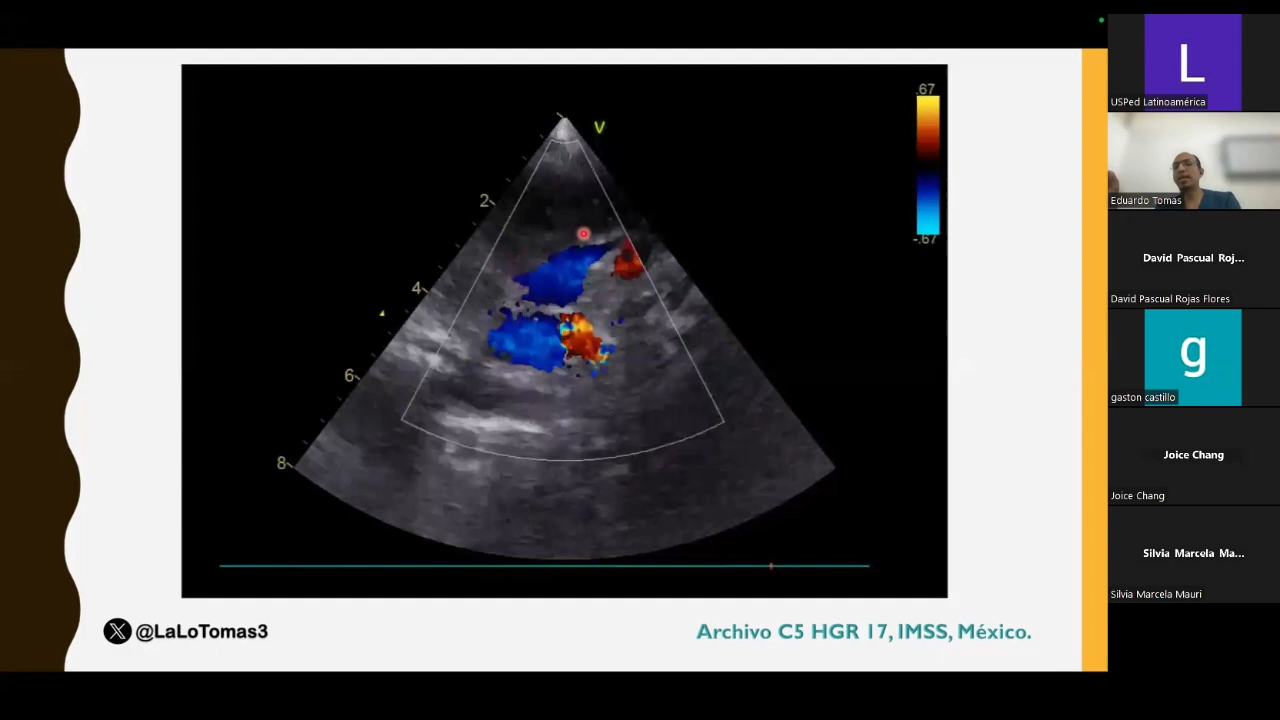 .67
V
2
4
6
8
-.67
@LaLoTomas3
Archivo C5 HGR 17, IMSS, México.
L
USPed Latinoamérica
Eduardo Tomas
David Pascual Roj...
David Pascual Rojas Flores
g
gaston castillo
Joice Chang
Joice Chang
Silvia Marcela Ma...
Silvia Marcela Mauri